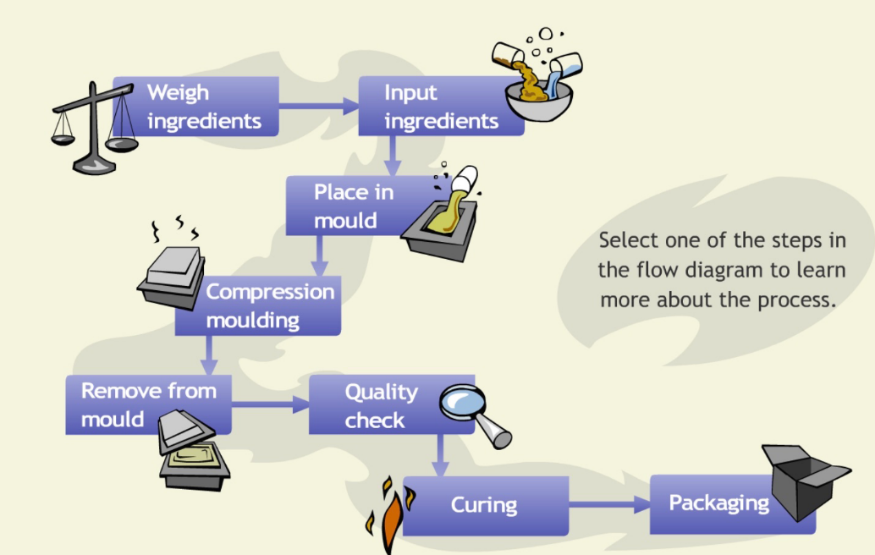 Weigh
ingredients
Input
ingredients
Place in
mould
Select one of the steps in
the flow diagram to learn
more about the process.
Compression
moulding
Remove from
mould
Quality
check
Curing
Packaging